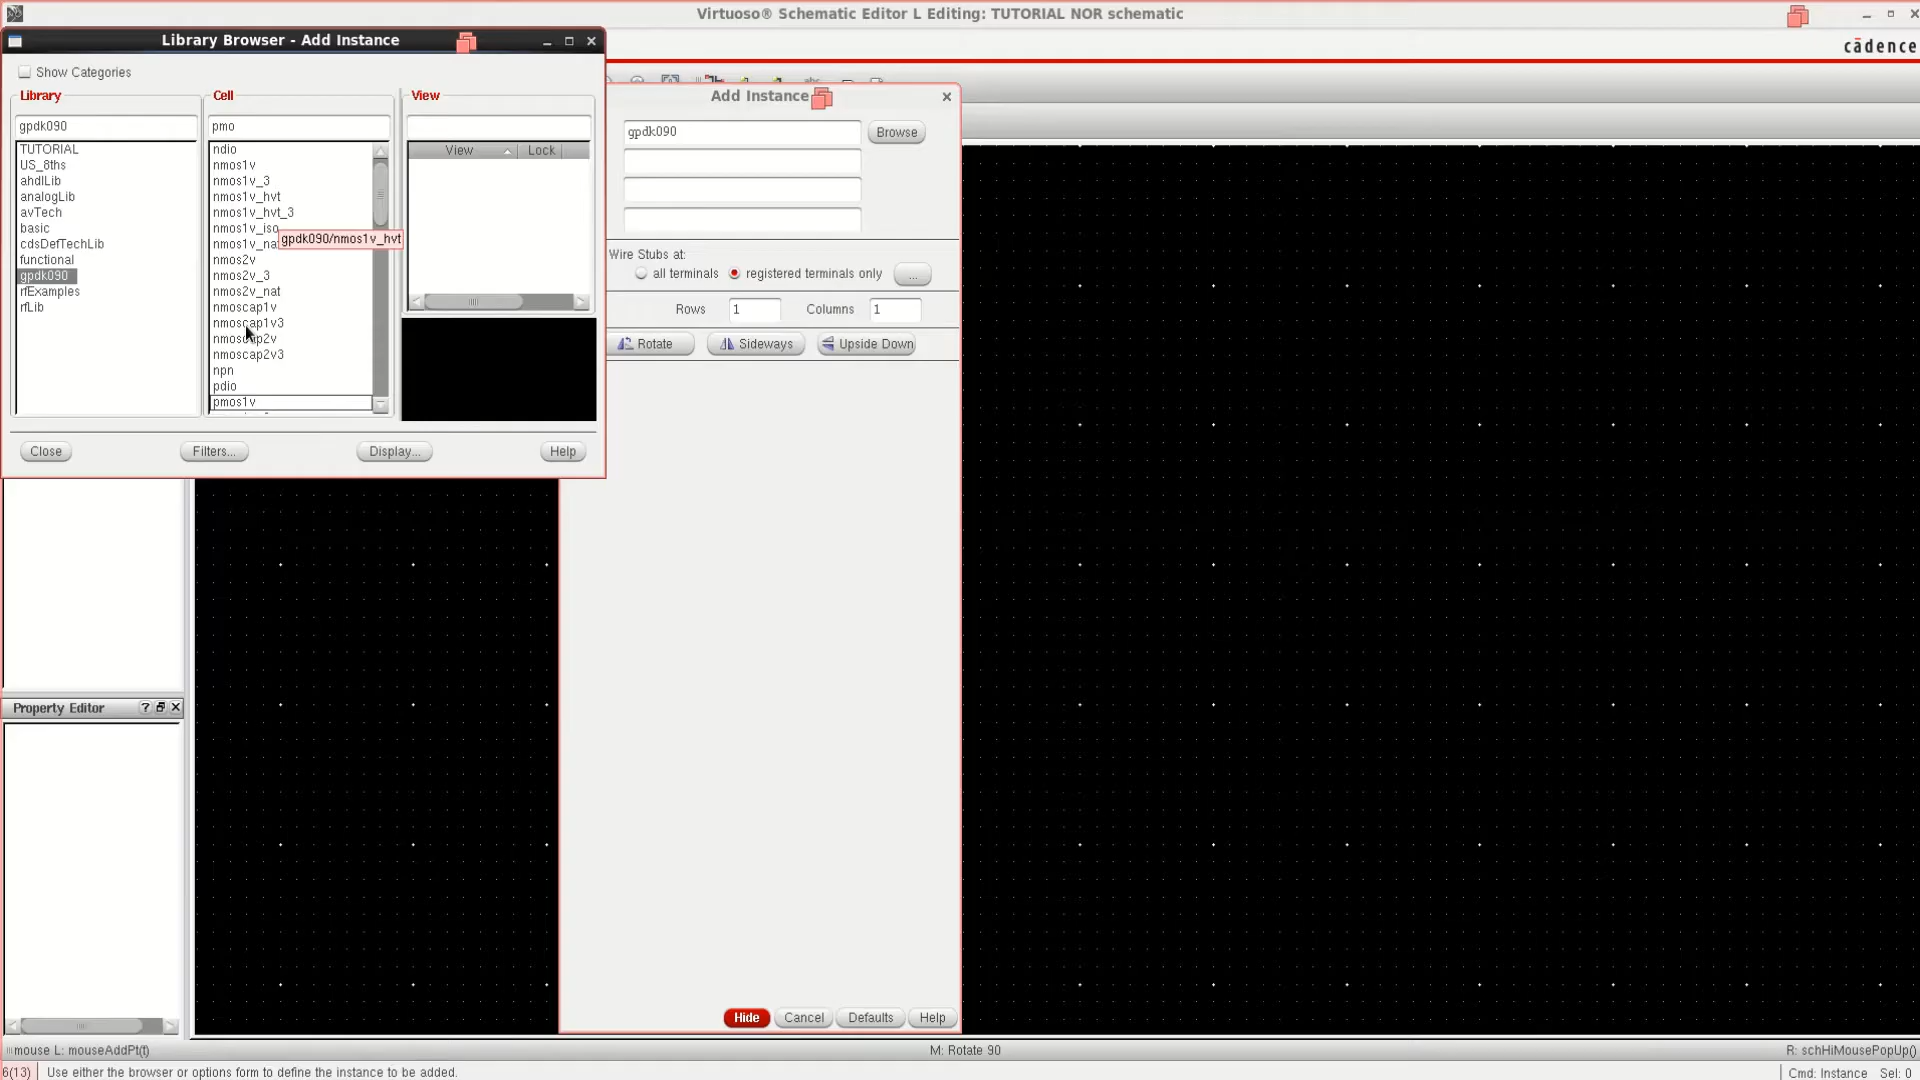 Virtuoso® Schematic Editor L Editing: TUTORIAL NOR schematic
cādence
Library Browser - Add Instance
Show Categories
Library
Cell
View
gpdk090
pmo
TUTORIAL
US_8ths
ahdlLib
analogLib
avTech
basic
cdsDefTechLib
functional
gpdk090
rfExamples
rfLib
ndio
nmos1v
nmos1v_3
nmos1v_hvt
nmos1v_hvt_3
nmos1v_iso
nmos1v_nat
gpdk090/nmos1v_hvt
nmos2v
nmos2v_3
nmos2v_nat
nmoscap1v
nmoscap1v3
nmoscap2v
nmoscap2v3
npn
pdio
pmos1v
View
Lock
Close
Filters...
Display...
Help
Add Instance
gpdk090
Browse
Wire Stubs at:
all terminals
registered terminals only
...
Rows
1
Columns
1
Rotate
Sideways
Upside Down
Hide
Cancel
Defaults
Help
Property Editor
?
mouse L: mouseAddPt(t)
M: Rotate 90
R: schHiMousePopUp()
6(13)
Use either the browser or options form to define the instance to be added.
Cmd: Instance
Sel: 0